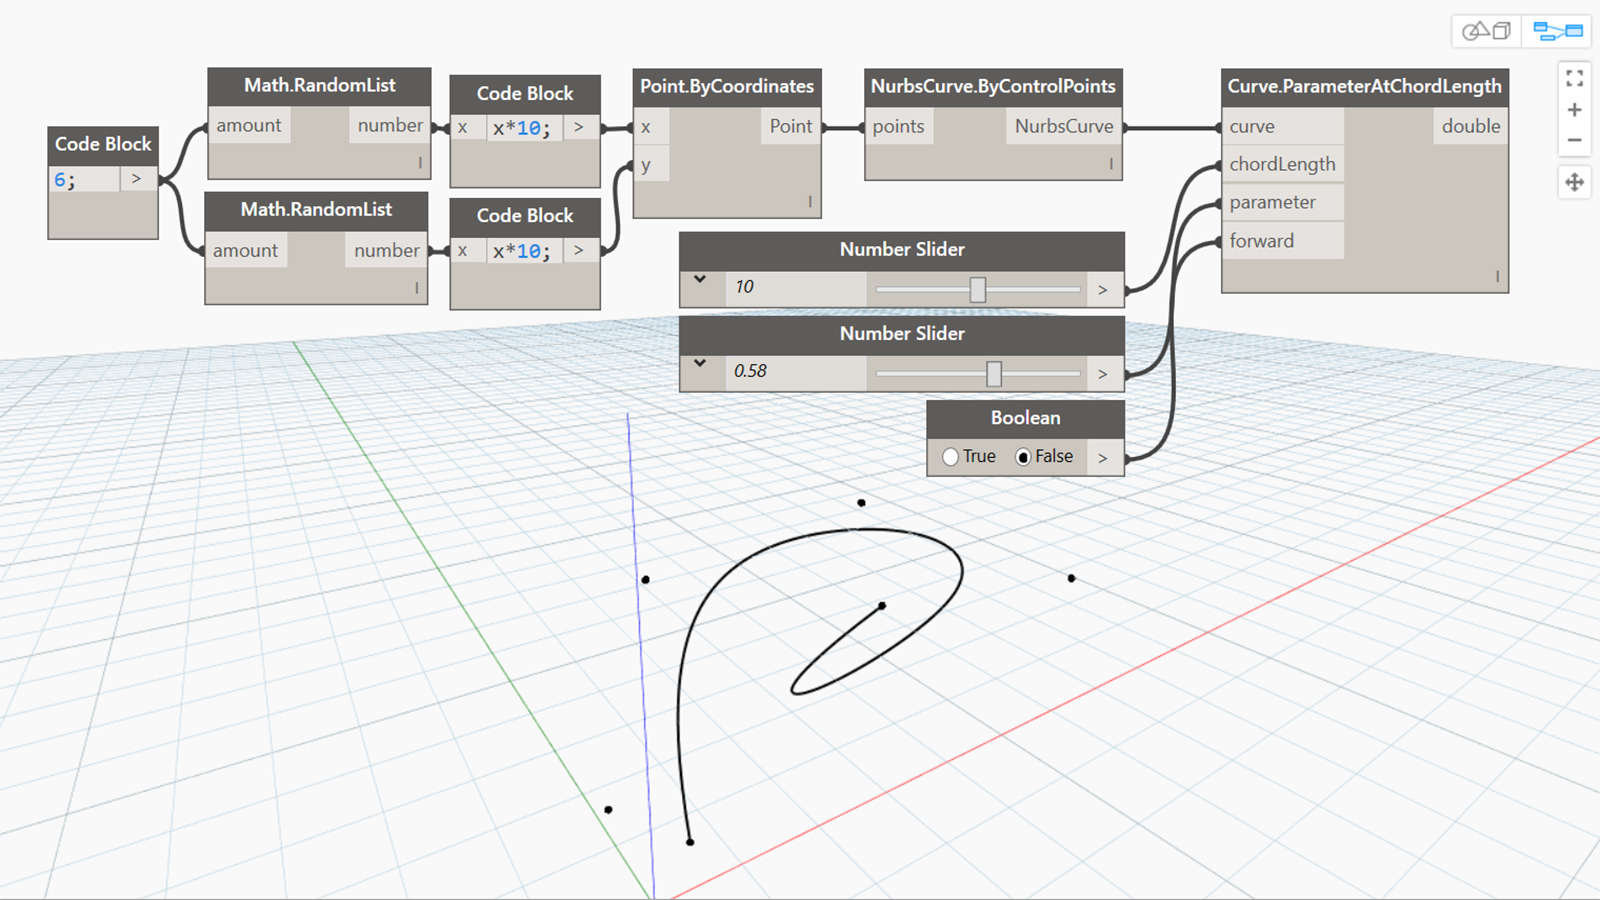 Code Block
6; >
Math.RandomList
amount number
l
Math.RandomList
amount number
l
Code Block
x x*10; >
Code Block
x x*10; >
Point.ByCoordinates
x Point
y
l
NurbsCurve.ByControlPoints
points NurbsCurve
l
Number Slider
10 >
Number Slider
0.58 >
Boolean
True False >
Curve.ParameterAtChordLength
curve double
chordLength
parameter
forward
l